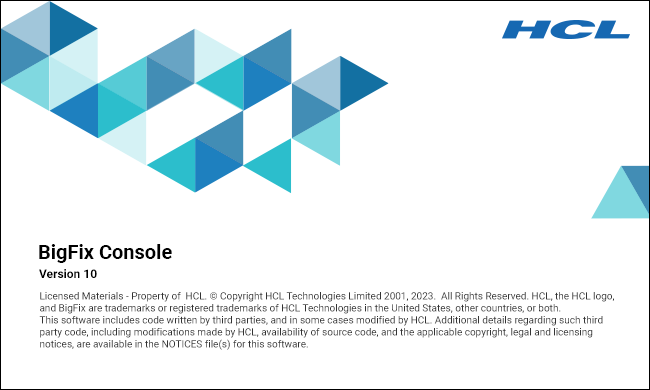 HCL
BigFix Console
Version 10
Licensed Materials - Property of HCL. © Copyright HCL Technologies Limited 2001, 2023. All Rights Reserved. HCL, the HCL logo,
and BigFix are trademarks or registered trademarks of HCL Technologies in the United States, other countries, or both.
This software includes code written by third parties, and in some cases modified by HCL. Additional details regarding such third
party code, including modifications made by HCL, availability of source code, and the applicable copyright, legal and licensing
notices, are available in the NOTICES file(s) for this software.